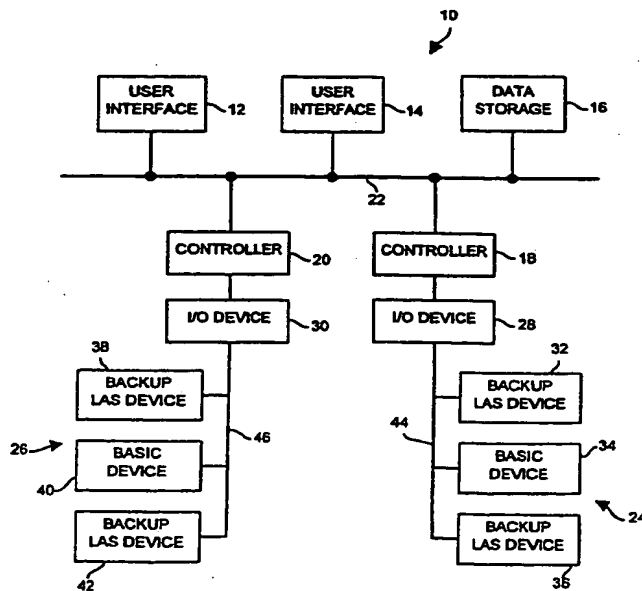 10
USER
INTERFACE
12
USER
INTERFACE
14
DATA
STORAGE
16
22
CONTROLLER
20
CONTROLLER
18
I/O DEVICE
30
I/O DEVICE
28
38
BACKUP
LAS DEVICE
32
BACKUP
LAS DEVICE
46
44
26
BASIC
DEVICE
40
BASIC
DEVICE
34
24
BACKUP
LAS DEVICE
42
BACKUP
LAS DEVICE
36